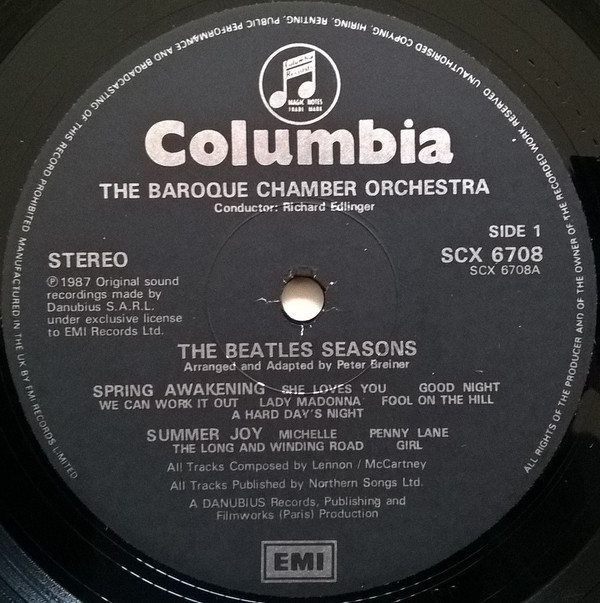 UNAUTHORISED COPYING, HIRING, RENTING, PUBLIC PERFORMANCE AND BROADCASTING OF THIS RECORD PROHIBITED MANUFACTURED IN THE UK BY EMI RECORDS LIMITED
ALL RIGHTS OF THE PRODUCER AND OF THE OWNER OF THE RECORDED WORK RESERVED
Columbia
Records
MAGIC NOTES
TRADE MARK
Columbia
THE BAROQUE CHAMBER ORCHESTRA
Conductor: Richard Edlinger
SIDE 1
STEREO
SCX 6708
SCX 6708A
℗ 1987 Original sound
recordings made by
Danubius S.A.R.L.
under exclusive license
to EMI Records Ltd.
THE BEATLES SEASONS
Arranged and Adapted by Peter Breiner
SPRING AWAKENING SHE LOVES YOU GOOD NIGHT
WE CAN WORK IT OUT LADY MADONNA FOOL ON THE HILL
A HARD DAY'S NIGHT
SUMMER JOY MICHELLE PENNY LANE
THE LONG AND WINDING ROAD GIRL
All Tracks Composed by Lennon / McCartney
All Tracks Published by Northern Songs Ltd.
A DANUBIUS Records, Publishing and
Filmworks (Paris) Production
EMI